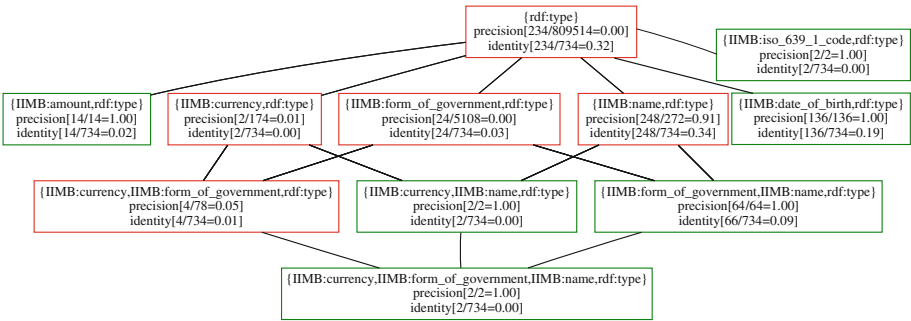 {rdf:type}
precision[234/809514=0.00]
identity[234/734=0.32]
{IIMB:iso_639_1_code,rdf:type}
precision[2/2=1.00]
identity[2/734=0.00]
{IIMB:amount,rdf:type}
precision[14/14=1.00]
identity[14/734=0.02]
{IIMB:currency,rdf:type}
precision[2/174=0.01]
identity[2/734=0.00]
{IIMB:form_of_government,rdf:type}
precision[24/5108=0.00]
identity[24/734=0.03]
{IIMB:name,rdf:type}
precision[248/272=0.91]
identity[248/734=0.34]
{IIMB:date_of_birth,rdf:type}
precision[136/136=1.00]
identity[136/734=0.19]
{IIMB:currency,IIMB:form_of_government,rdf:type}
precision[4/78=0.05]
identity[4/734=0.01]
{IIMB:currency,IIMB:name,rdf:type}
precision[2/2=1.00]
identity[2/734=0.00]
{IIMB:form_of_government,IIMB:name,rdf:type}
precision[64/64=1.00]
identity[66/734=0.09]
{IIMB:currency,IIMB:form_of_government,IIMB:name,rdf:type}
precision[2/2=1.00]
identity[2/734=0.00]